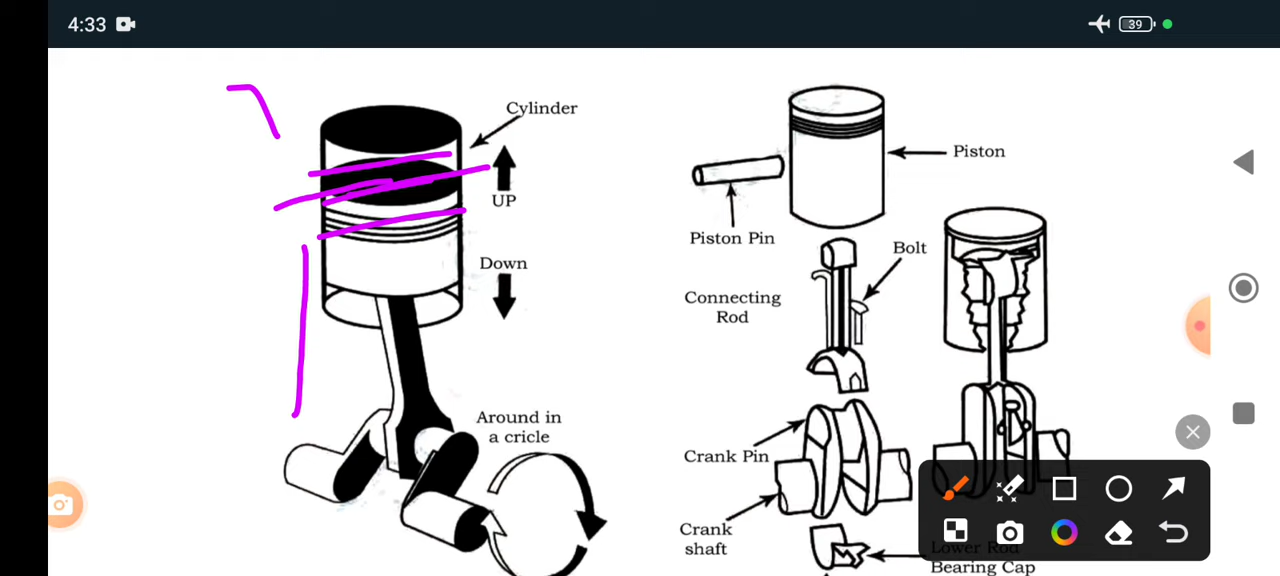 4:33
39
Cylinder
UP
Down
Around in
a cricle
Piston
Piston Pin
Bolt
Connecting
Rod
Crank Pin
Crank
shaft
Lower Rod
Bearing Cap